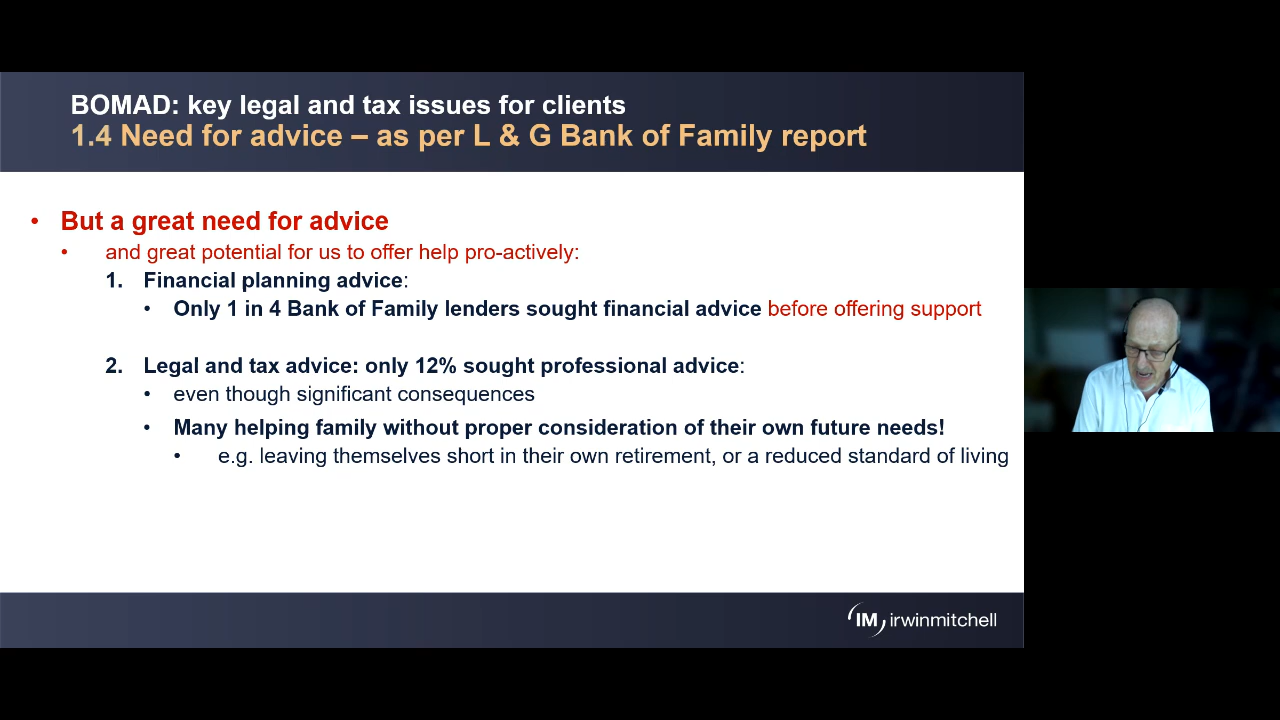 BOMAD: key legal and tax issues for clients
1.4 Need for advice – as per L & G Bank of Family report
• But a great need for advice
• and great potential for us to offer help pro-actively:
1. Financial planning advice:
• Only 1 in 4 Bank of Family lenders sought financial advice before offering support
2. Legal and tax advice: only 12% sought professional advice:
• even though significant consequences
• Many helping family without proper consideration of their own future needs!
• e.g. leaving themselves short in their own retirement, or a reduced standard of living
IM irwinmitchell